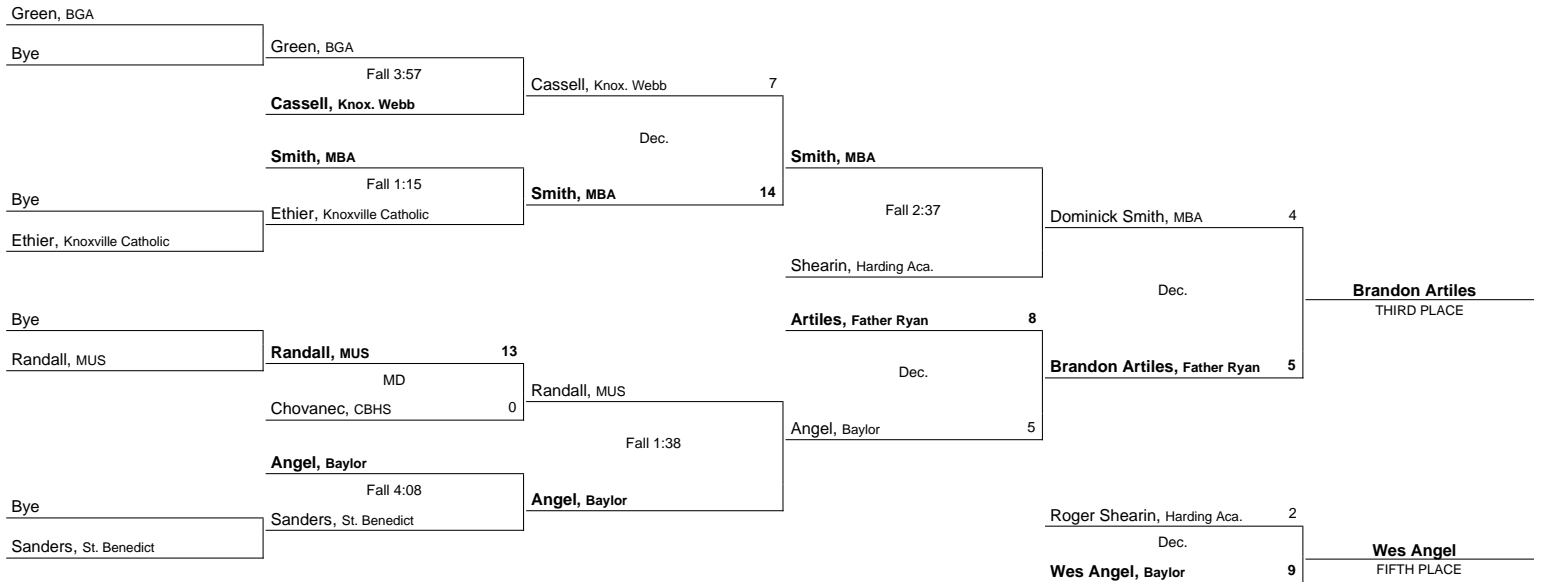 Green, BGA
Bye
Green, BGA
Fall 3:57
Cassell, Knox. Webb
Cassell, Knox. Webb 7
Dec.
Smith, MBA
Fall 1:15
Smith, MBA 14
Bye
Ethier, Knoxville Catholic
Ethier, Knoxville Catholic
Smith, MBA
Fall 2:37
Shearin, Harding Aca.
Dominick Smith, MBA 4
Dec.
Brandon Artiles
THIRD PLACE
Bye
Randall, MUS
Randall, MUS 13
MD
Chovanec, CBHS 0
Randall, MUS
Fall 1:38
Artiles, Father Ryan 8
Dec.
Angel, Baylor 5
Brandon Artiles, Father Ryan 5
Angel, Baylor
Fall 4:08
Sanders, St. Benedict
Angel, Baylor
Bye
Sanders, St. Benedict
Roger Shearin, Harding Aca. 2
Dec.
Wes Angel, Baylor 9
Wes Angel
FIFTH PLACE